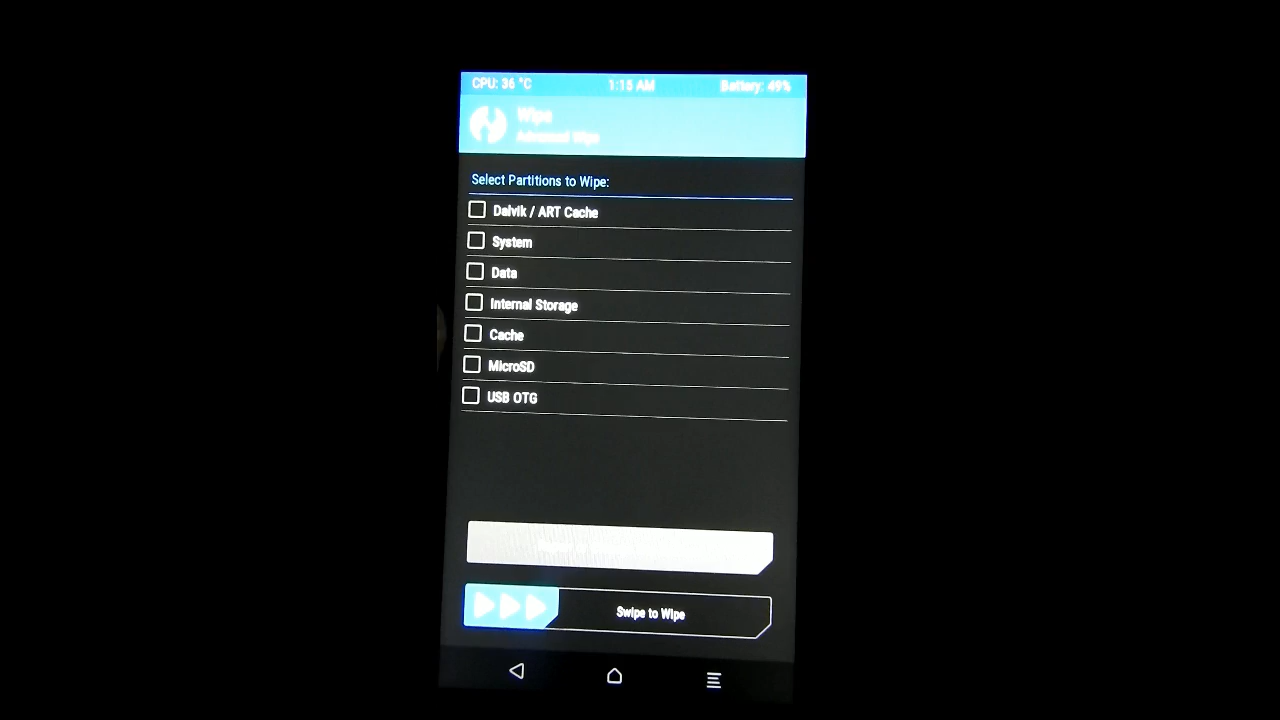 CPU: 36 °C
1:15 AM
Battery: 49%
Wipe
Advanced Wipe
Select Partitions to Wipe:
Dalvik / ART Cache
System
Data
Internal Storage
Cache
MicroSD
USB OTG
Swipe to Wipe